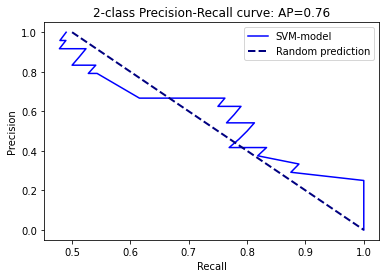 2-class Precision-Recall curve: AP=0.76
1.0
0.8
0.6
0.4
0.2
0.0
Precision
SVM-model
Random prediction
0.5
0.6
0.7
0.8
0.9
1.0
Recall